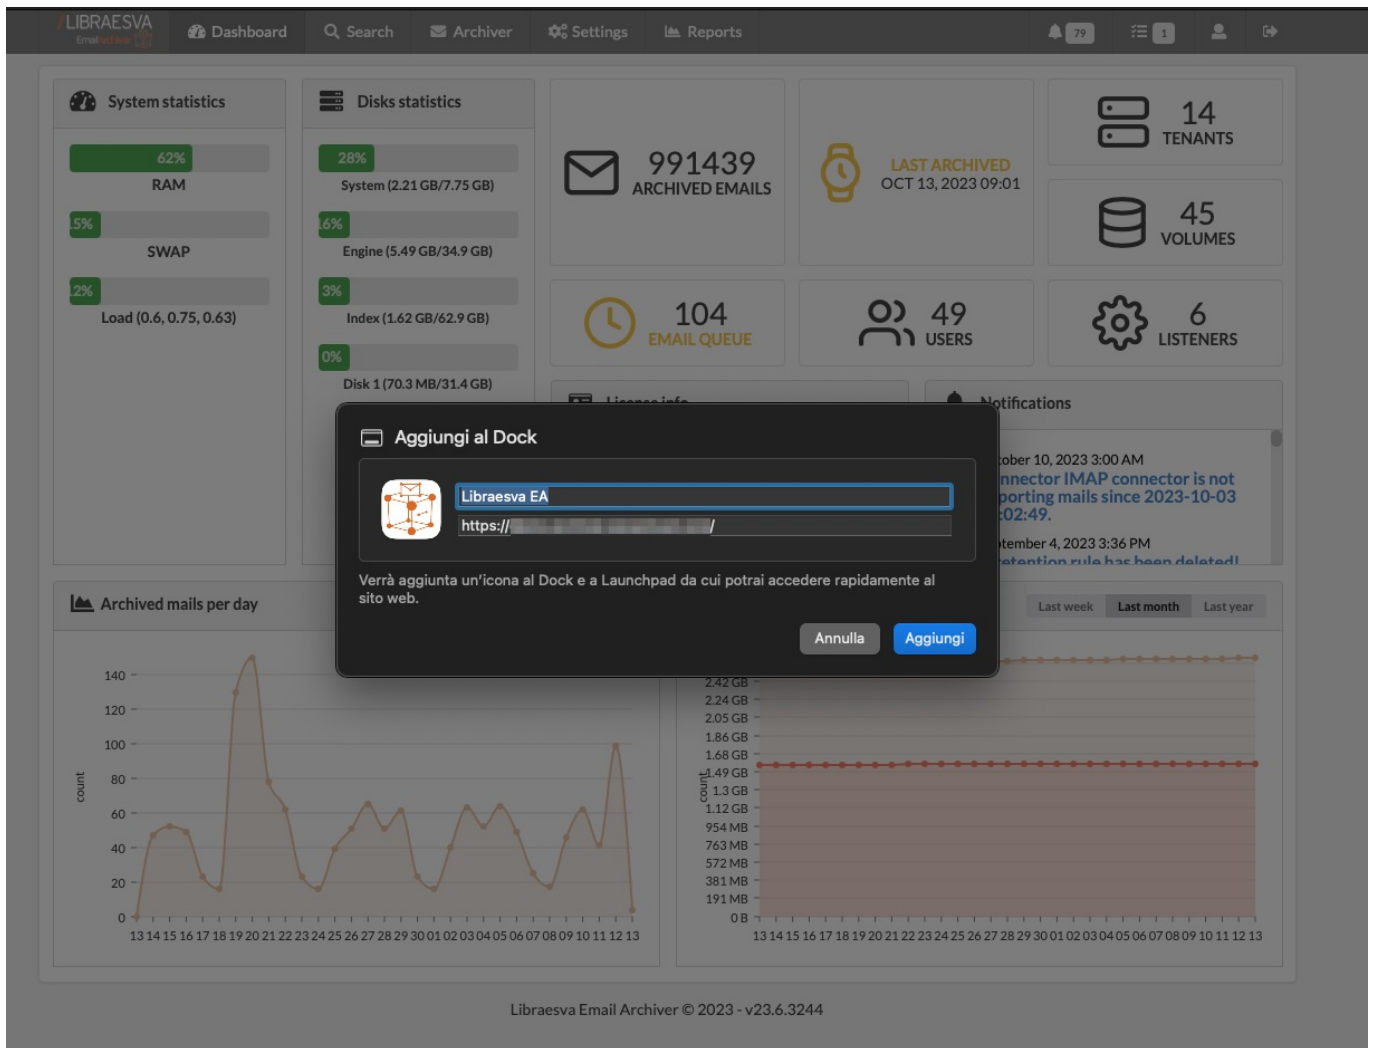 /LIBRAESVA
EmailArchiver
Dashboard
Search
Archiver
Settings
Reports
79
1
System statistics
62%
RAM
5%
SWAP
2%
Load (0.6, 0.75, 0.63)
Disks statistics
28%
System (2.21 GB/7.75 GB)
6%
Engine (5.49 GB/34.9 GB)
3%
Index (1.62 GB/62.9 GB)
0%
Disk 1 (70.3 MB/31.4 GB)
991439
ARCHIVED EMAILS
LAST ARCHIVED
OCT 13, 2023 09:01
14
TENANTS
45
VOLUMES
104
EMAIL QUEUE
49
USERS
6
LISTENERS
License info
Notifications
tober 10, 2023 3:00 AM
nnector IMAP connector is not
porting mails since 2023-10-03
:02:49.
tember 4, 2023 3:36 PM
etention rule has been deleted!
Aggiungi al Dock
Libraesva EA
https:// /
Verrà aggiunta un'icona al Dock e a Launchpad da cui potrai accedere rapidamente al
sito web.
Annulla
Aggiungi
Archived mails per day
140
120
100
80
60
40
20
0
count
13 14 15 16 17 18 19 20 21 22 23 24 25 26 27 28 29 30 01 02 03 04 05 06 07 08 09 10 11 12 13
Last week
Last month
Last year
2.42 GB
2.24 GB
2.05 GB
1.86 GB
1.68 GB
1.49 GB
1.3 GB
1.12 GB
954 MB
763 MB
572 MB
381 MB
191 MB
0 B
count
13 14 15 16 17 18 19 20 21 22 23 24 25 26 27 28 29 30 01 02 03 04 05 06 07 08 09 10 11 12 13
Libraesva Email Archiver © 2023 - v23.6.3244